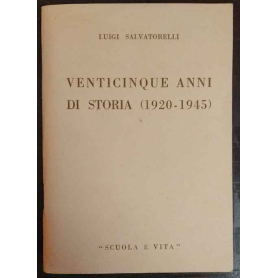 LUIGI SALVATORELLI
VENTICINQUE ANNI
DI STORIA (1920-1945)
"SCUOLA E VITA"